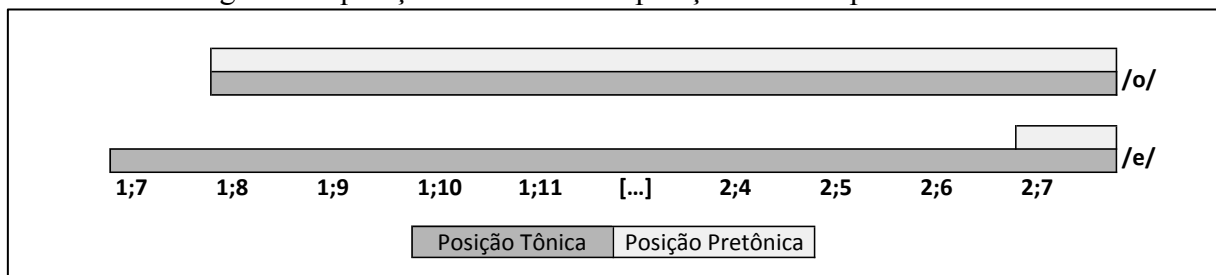 /o/
/e/
1;7 1;8 1;9 1;10 1;11 [...] 2;4 2;5 2;6 2;7
Posição Tônica Posição Pretônica